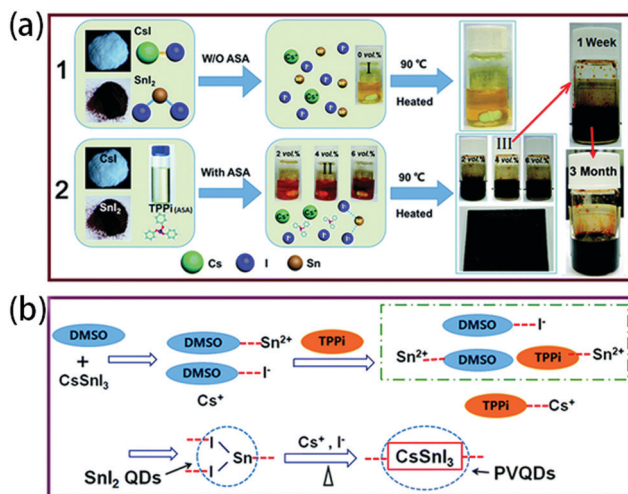 (a)
1
CsI
SnI₂
W/O ASA
Cs⁺
I⁻
Sn
0 vol.%
I
90 ℃
Heated
1 Week
2
CsI
SnI₂
TPPi (ASA)
With ASA
2 vol.%
4 vol.%
6 vol.%
II
Cs⁺
I⁻
90 ℃
Heated
III
2 vol.%
4 vol.%
6 vol.%
3 Month
Cs I Sn
(b)
DMSO
+
CsSnI₃
DMSO Sn²⁺
DMSO I⁻
Cs⁺
TPPi
DMSO I⁻
Sn²⁺ DMSO TPPi Sn²⁺
TPPi Cs⁺
I
Sn
I
SnI₂ QDs
Cs⁺ , I⁻
Δ
CsSnI₃
PVQDs